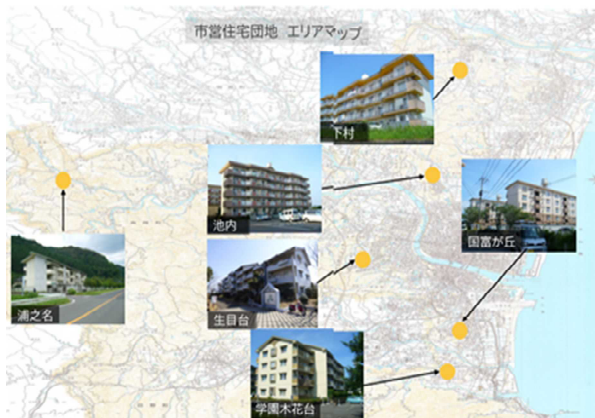 市営住宅団地 エリアマップ
下村
池内
国富が丘
浦之名
生目台
学園木花台